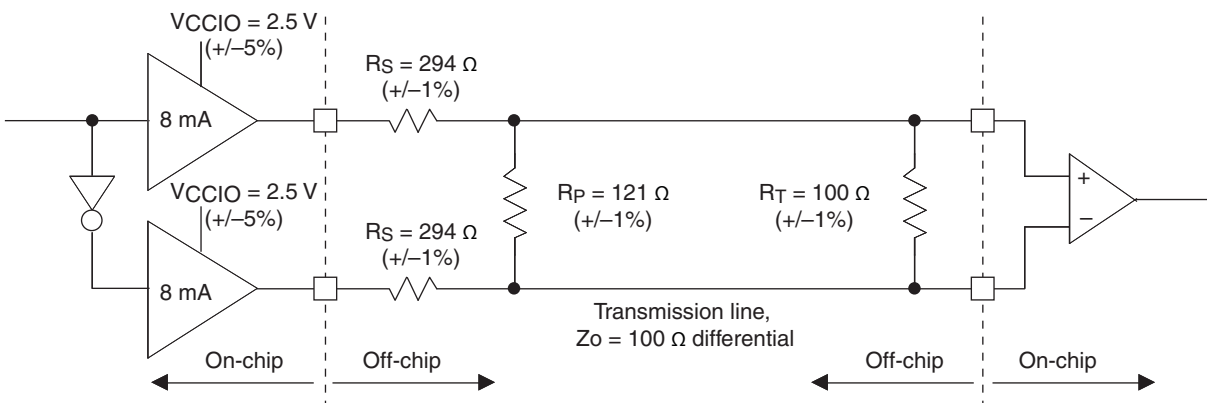 VCCIO = 2.5 V
(+/–5%)
8 mA
RS = 294 Ω
(+/–1%)
VCCIO = 2.5 V
(+/–5%)
8 mA
RS = 294 Ω
(+/–1%)
RP = 121 Ω
(+/–1%)
RT = 100 Ω
(+/–1%)
+
–
Transmission line,
Zo = 100 Ω differential
On-chip
Off-chip
Off-chip
On-chip